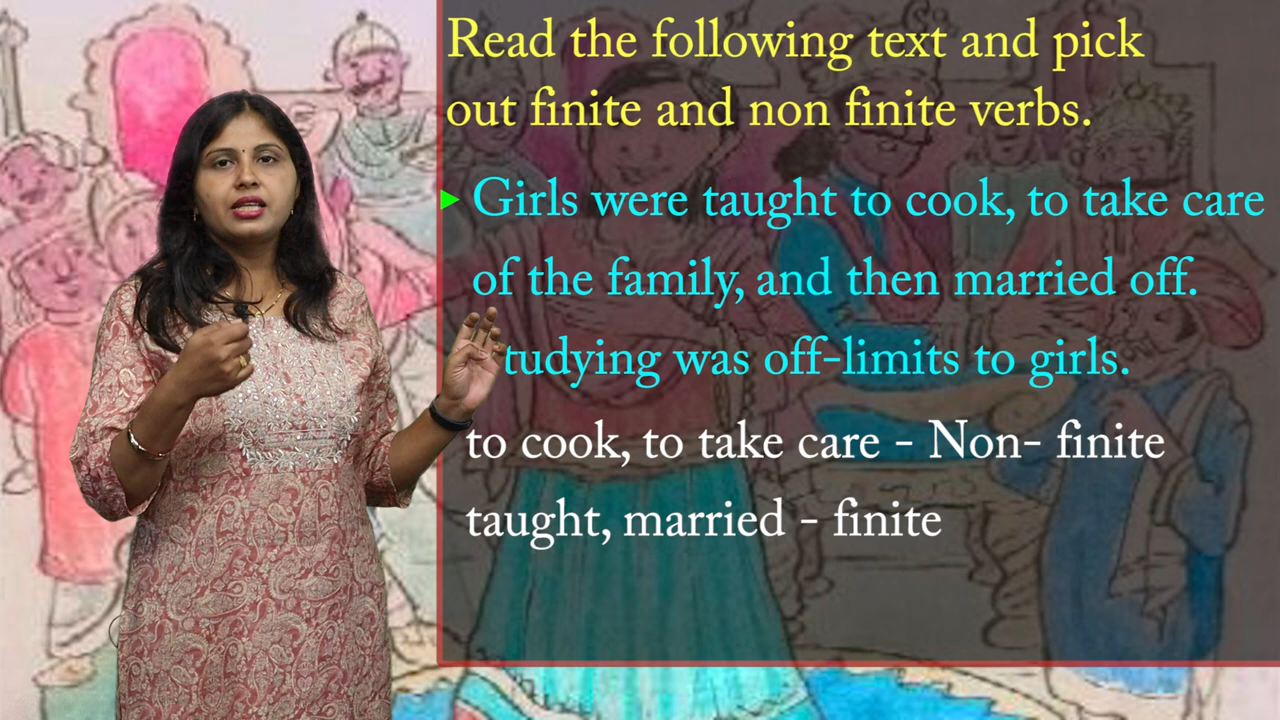 Read the following text and pick
out finite and non finite verbs.
Girls were taught to cook, to take care
of the family, and then married off.
tudying was off-limits to girls.
to cook, to take care - Non- finite
taught, married - finite